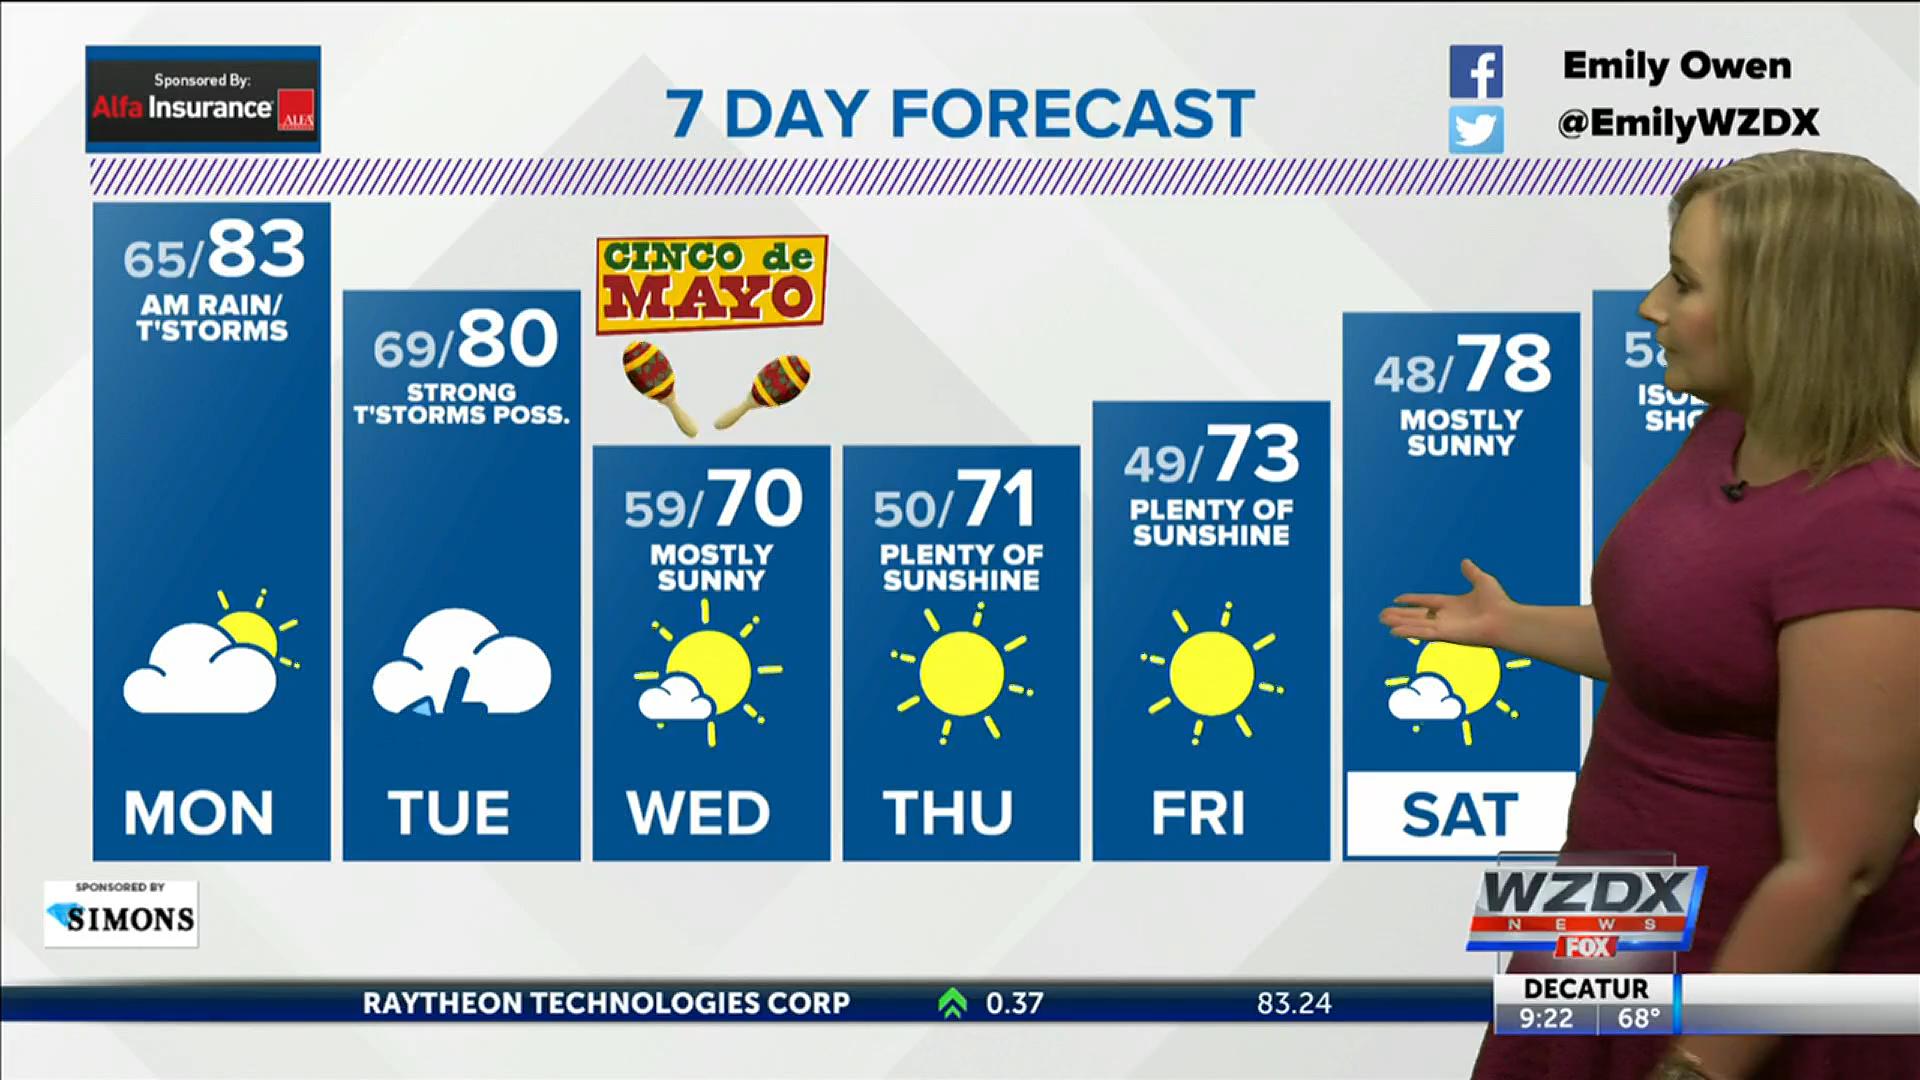 Sponsored By:
Alfa Insurance
ALFA
7 DAY FORECAST
Emily Owen
@EmilyWZDX
65/83
AM RAIN/
T'STORMS
MON
69/80
STRONG
T'STORMS POSS.
TUE
CINCO de
MAYO
59/70
MOSTLY
SUNNY
WED
50/71
PLENTY OF
SUNSHINE
THU
49/73
PLENTY OF
SUNSHINE
FRI
48/78
MOSTLY
SUNNY
SAT
SPONSORED BY
SIMONS
WZDX
NEWS
FOX
RAYTHEON TECHNOLOGIES CORP 0.37 83.24
DECATUR
9:22 68°